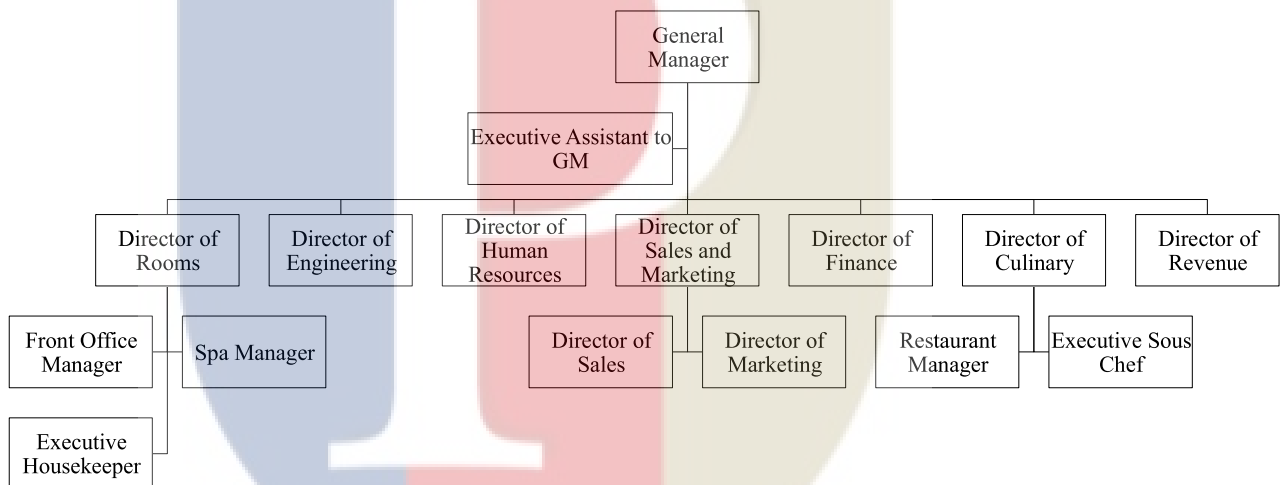 General
Manager
Executive Assistant to
GM
Director of
Rooms
Director of
Engineering
Director of
Human
Resources
Director of
Sales and
Marketing
Director of
Finance
Director of
Culinary
Director of
Revenue
Front Office
Manager
Spa Manager
Director of
Sales
Director of
Marketing
Restaurant
Manager
Executive Sous
Chef
Executive
Housekeeper